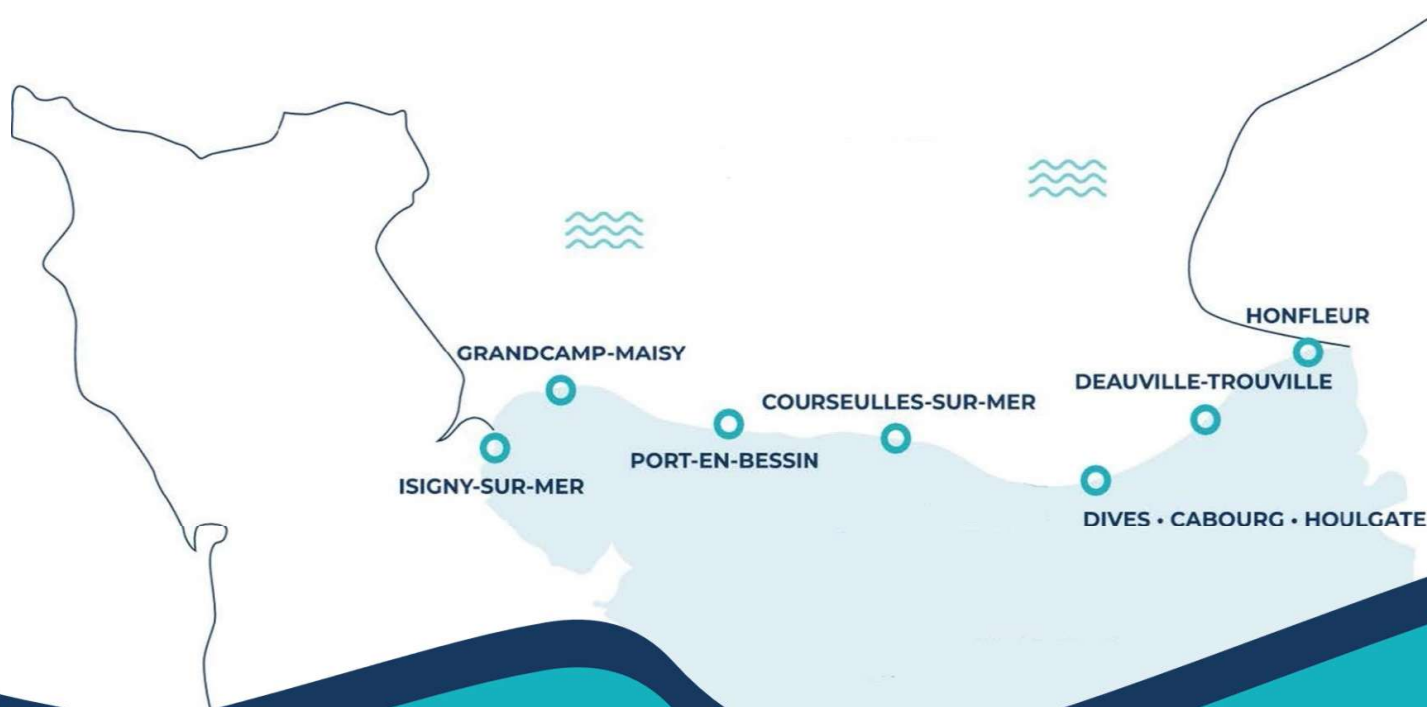 HONFLEUR
GRANDCAMP-MAISY
DEAUVILLE-TROUVILLE
COURSEULLES-SUR-MER
PORT-EN-BESSIN
ISIGNY-SUR-MER
DIVES • CABOURG • HOULGATE